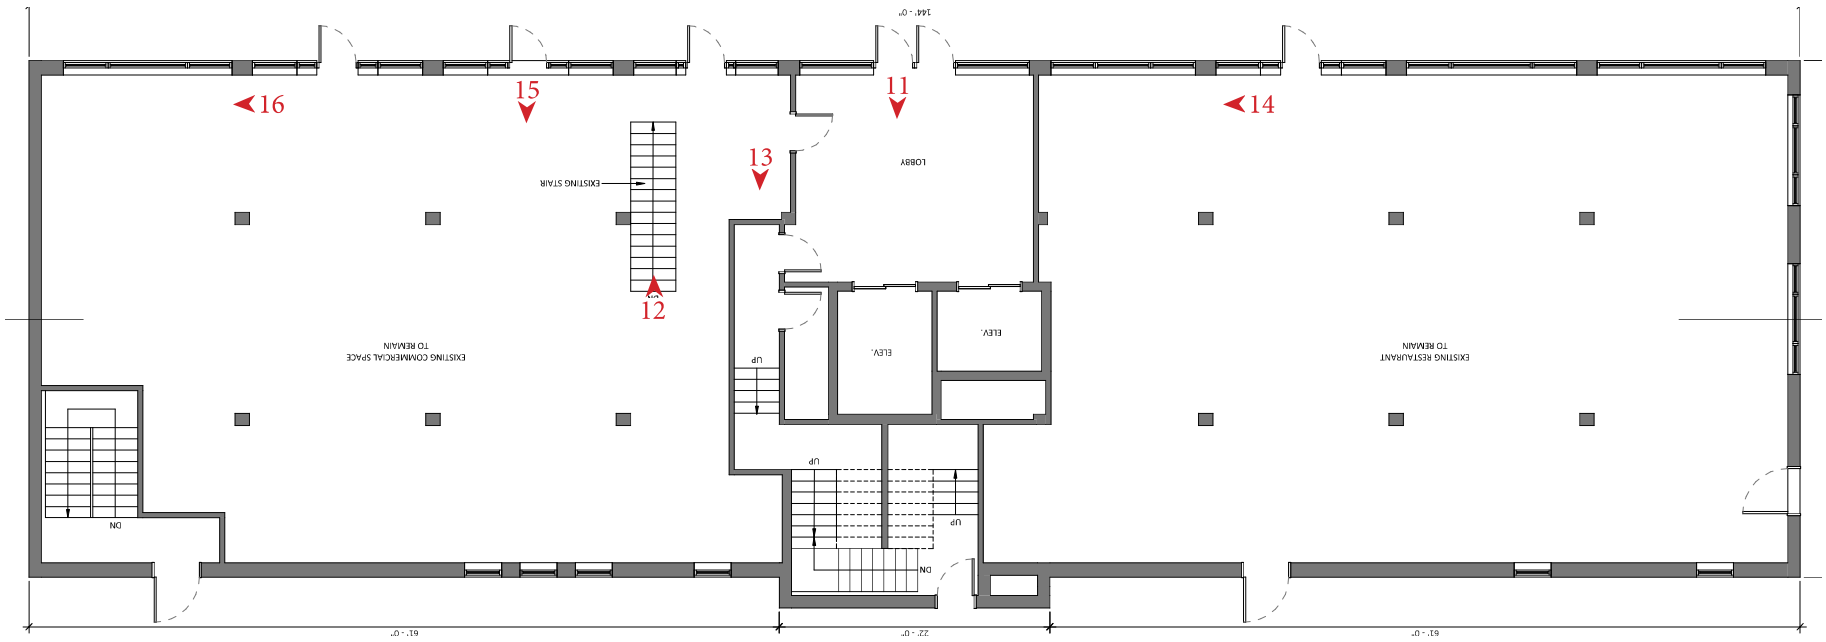 144' - 0"
16
15
11
14
13
LOBBY
EXISTING STAIR
DN
12
ELEV.
ELEV.
EXISTING COMMERCIAL SPACE
TO REMAIN
EXISTING RESTAURANT
TO REMAIN
UP
UP
UP
DN
DN
61' - 0"
22' - 0"
61' - 0"